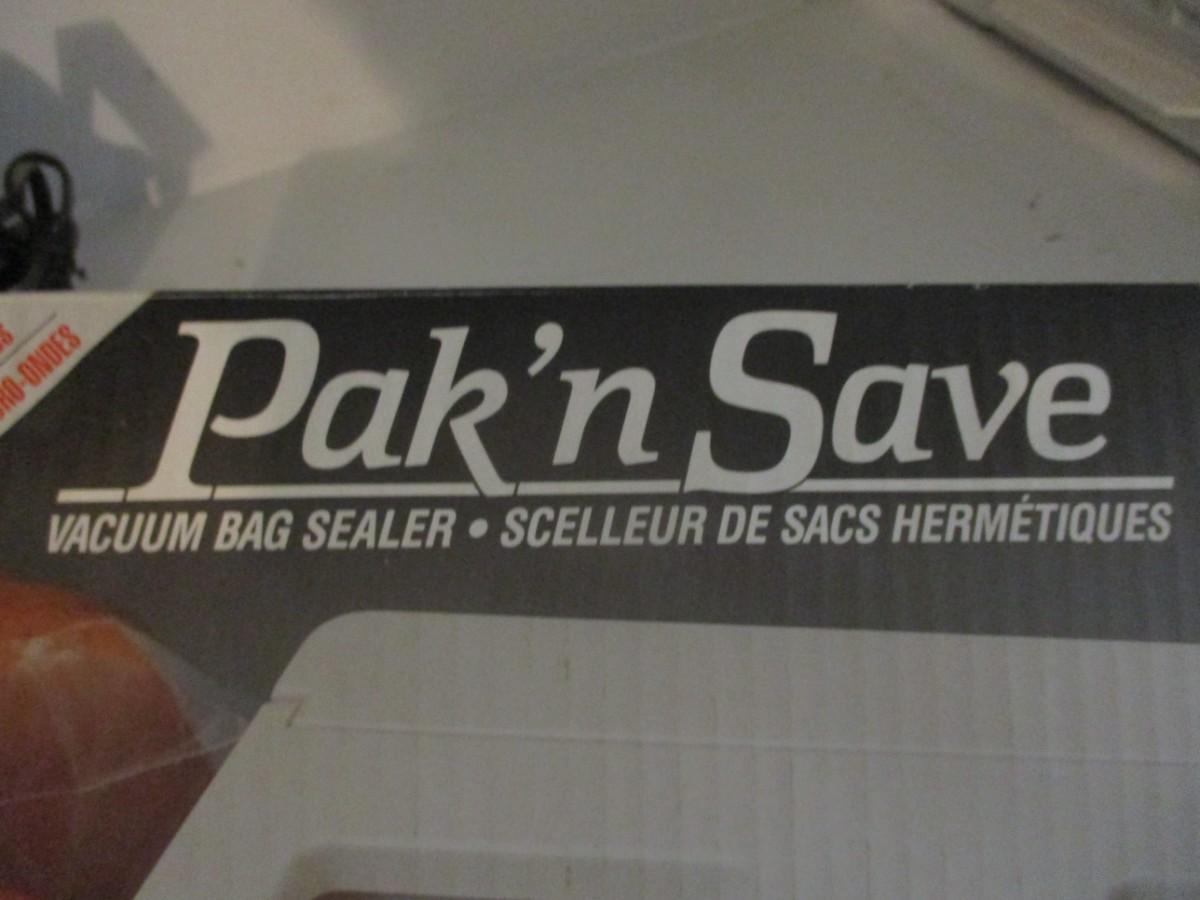 Pak'n Save
VACUUM BAG SEALER • SCELLEUR DE SACS HERMÉTIQUES